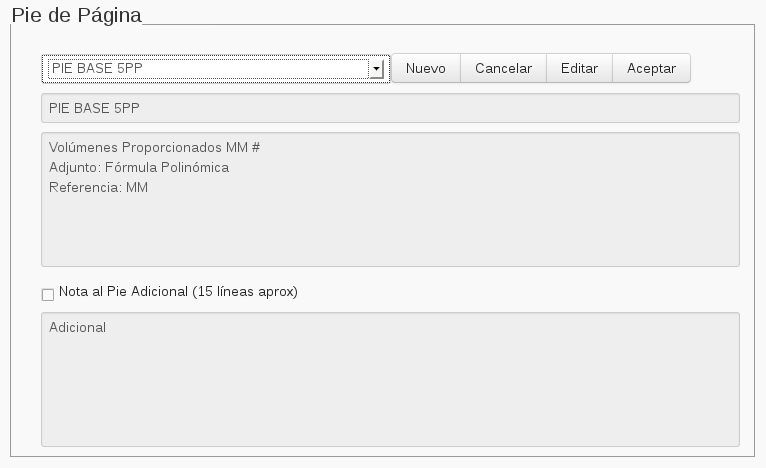 Pie de Página
PIE BASE 5PP
Nuevo Cancelar Editar Aceptar
PIE BASE 5PP
Volúmenes Proporcionados MM #
Adjunto: Fórmula Polinómica
Referencia: MM
Nota al Pie Adicional (15 líneas aprox)
Adicional